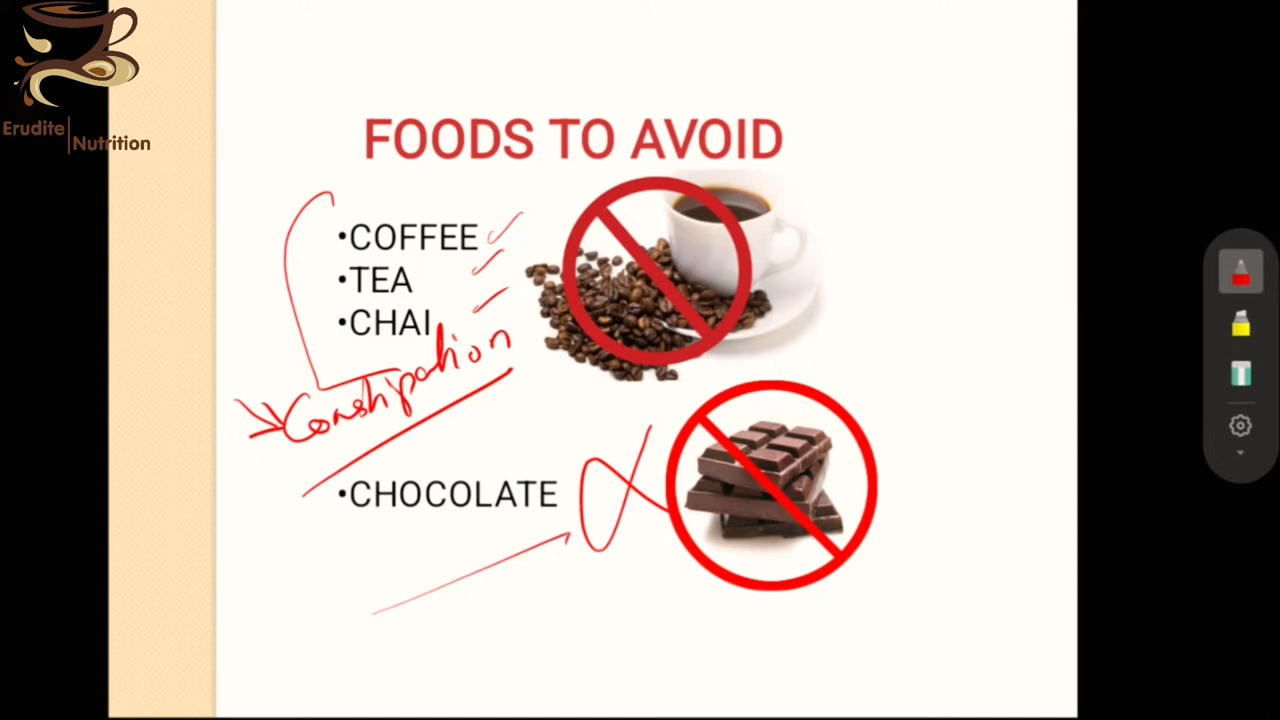 Erudite
Nutrition
FOODS TO AVOID
•COFFEE
•TEA
•CHAI
Constipation
•CHOCOLATE